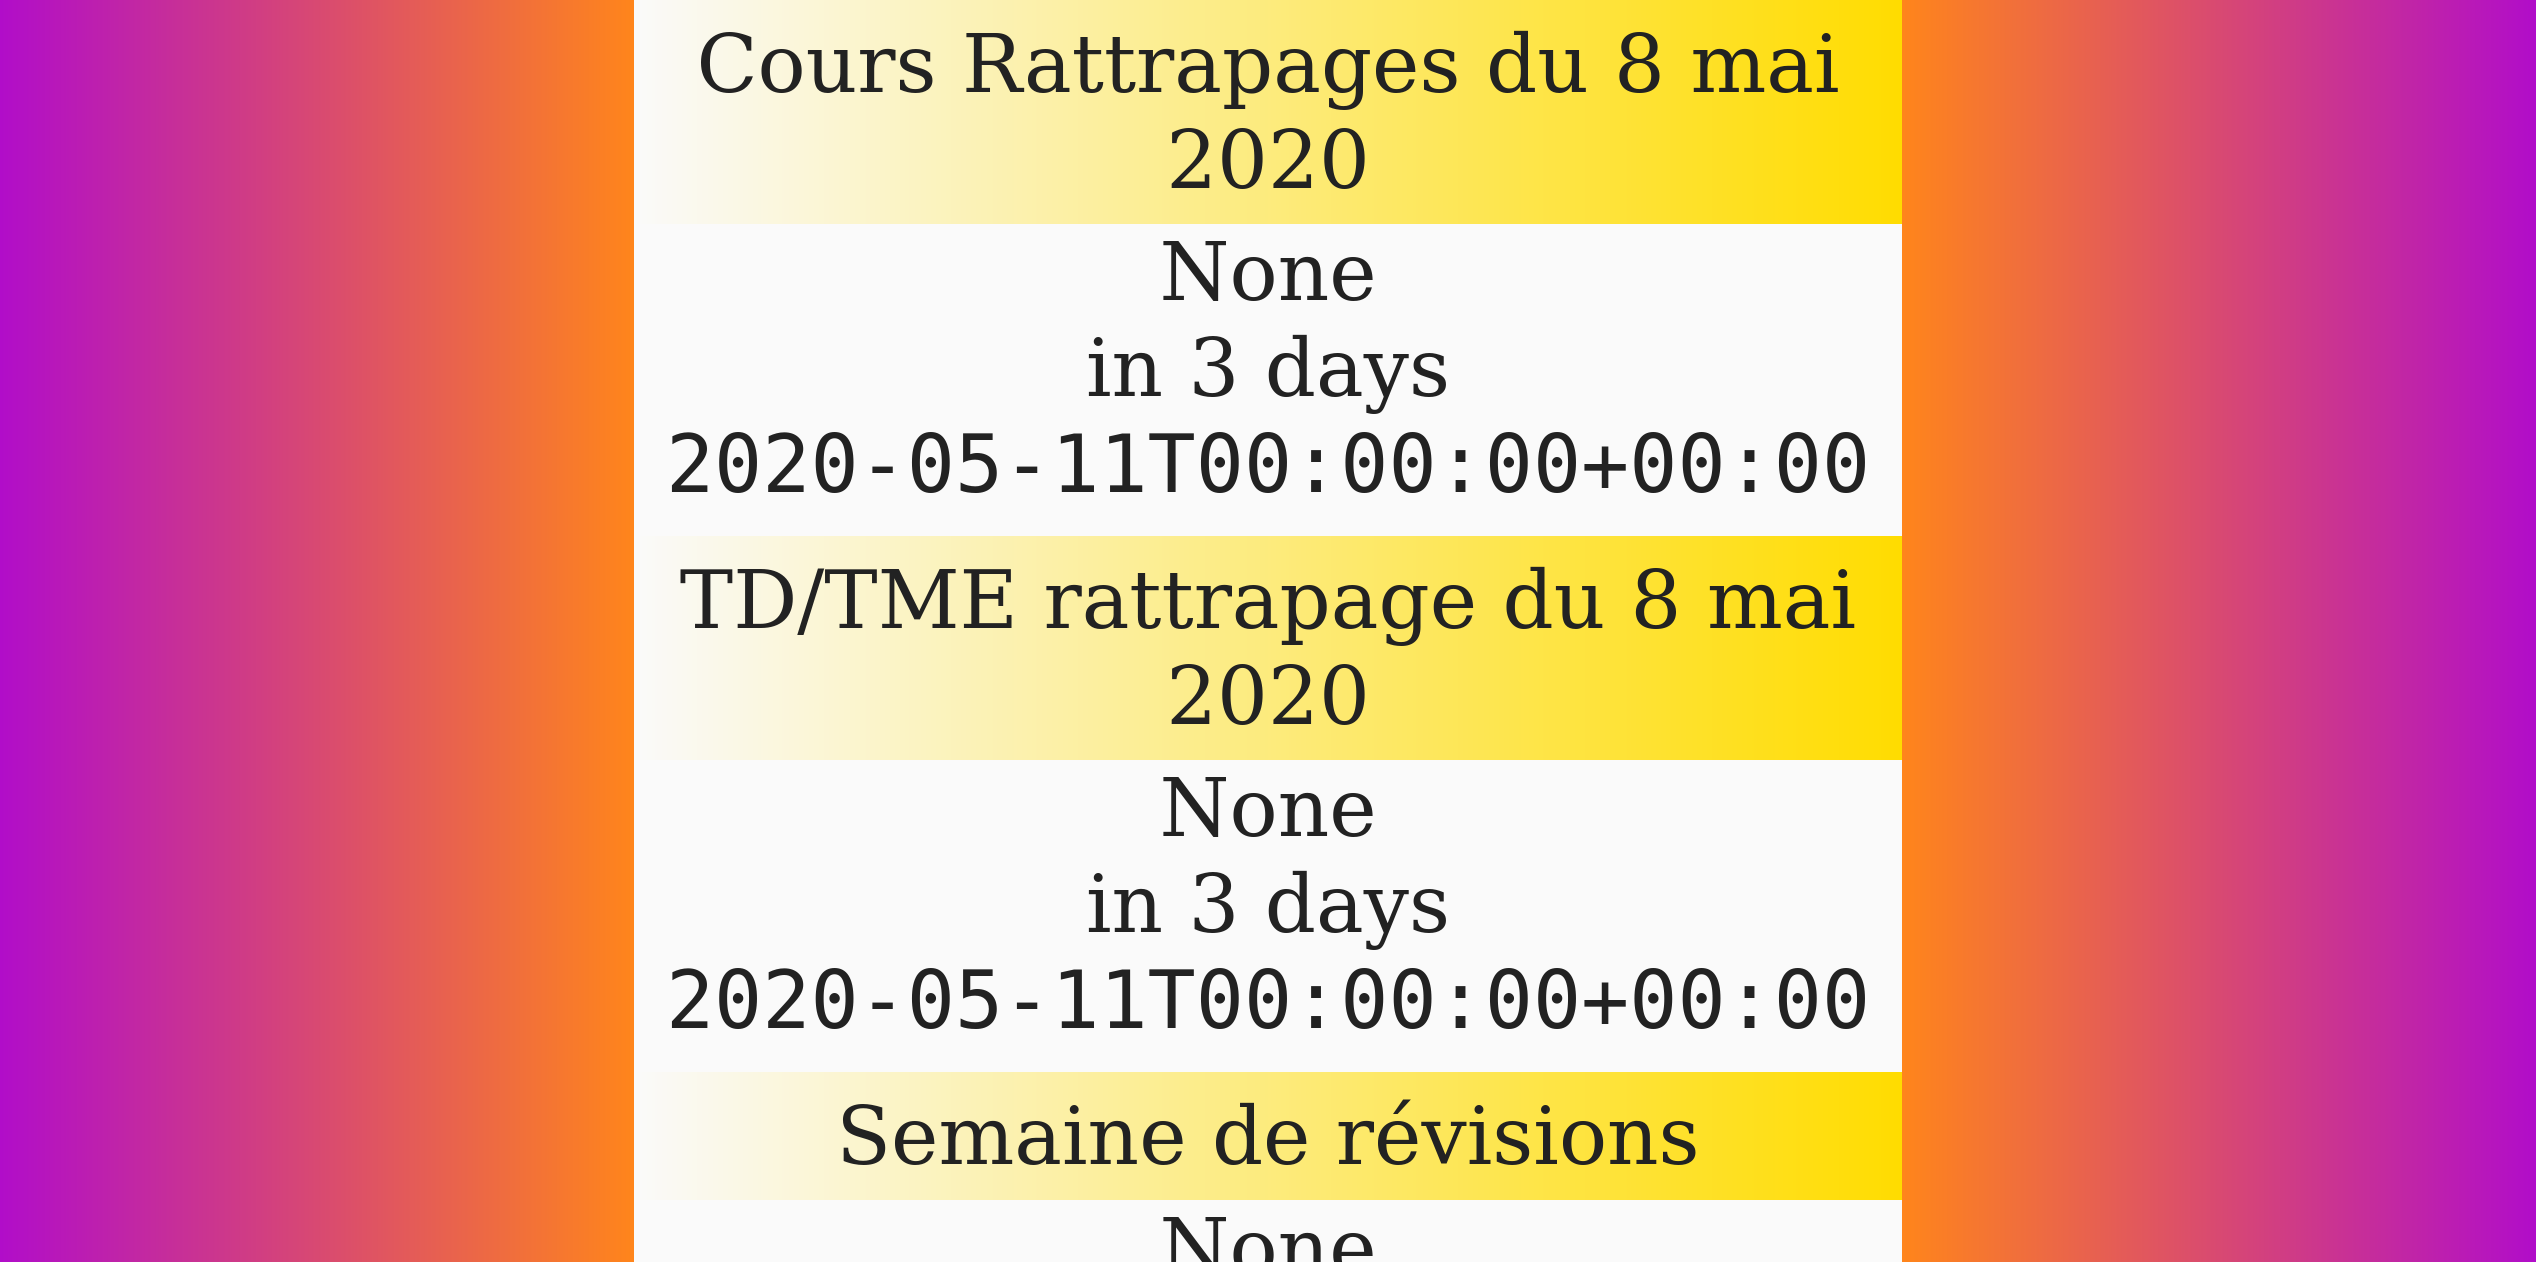 Cours Rattrapages du 8 mai
2020
None
in 3 days
2020-05-11T00:00:00+00:00
TD/TME rattrapage du 8 mai
2020
None
in 3 days
2020-05-11T00:00:00+00:00
Semaine de révisions
None